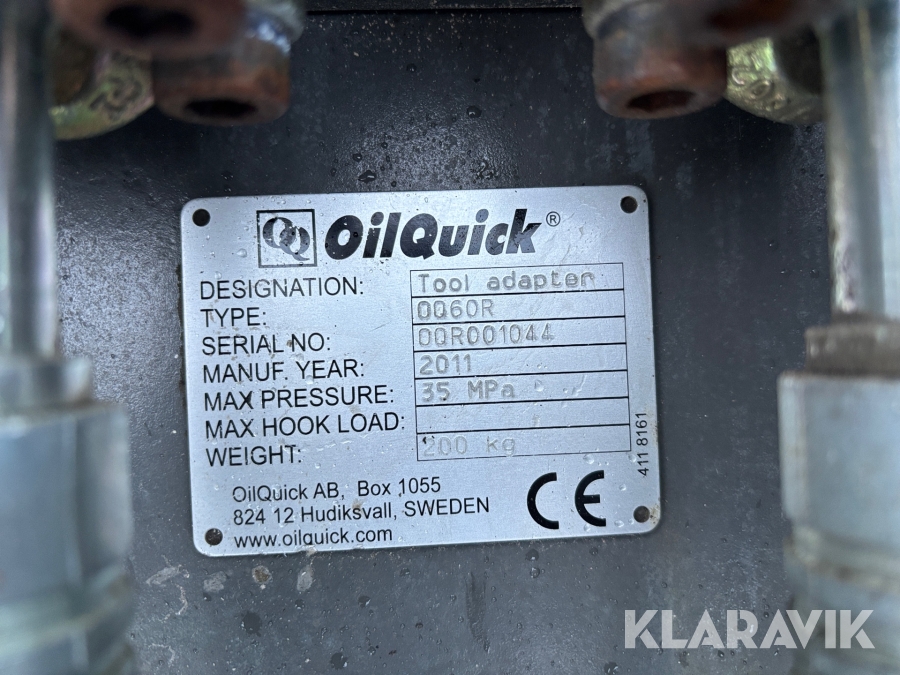 OilQuick®
DESIGNATION: Tool adapter
TYPE: OQ60R
SERIAL NO: OQR001044
MANUF. YEAR: 2011
MAX PRESSURE: 35 MPa
MAX HOOK LOAD:
WEIGHT: 200 kg
411 8161
OilQuick AB, Box 1055
824 12 Hudiksvall, SWEDEN
www.oilquick.com
CE
KLARAVIK